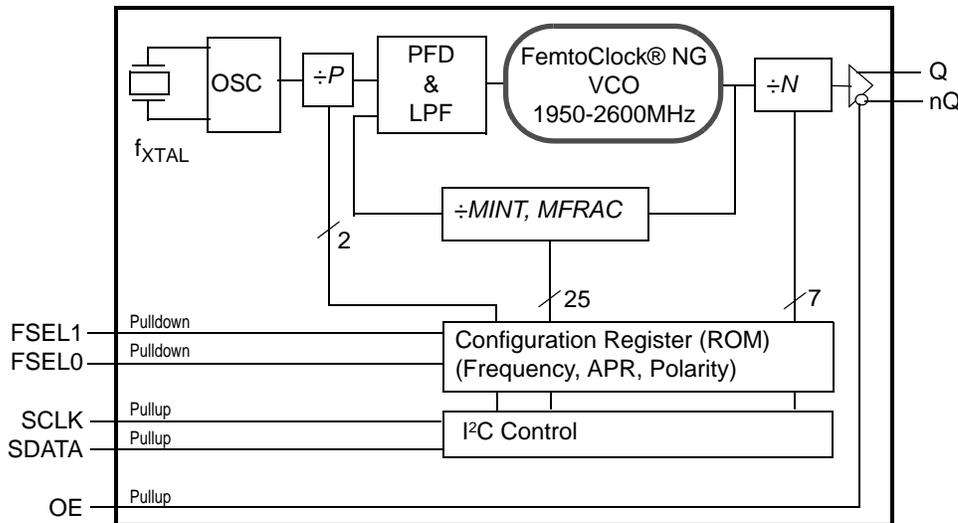 OSC
÷P
PFD
&
LPF
FemtoClock® NG
VCO
1950-2600MHz
÷N
Q
nQ
fXTAL
÷MINT, MFRAC
2
25
7
FSEL1
Pulldown
FSEL0
Pulldown
Configuration Register (ROM)
(Frequency, APR, Polarity)
SCLK
Pullup
SDATA
Pullup
I²C Control
OE
Pullup